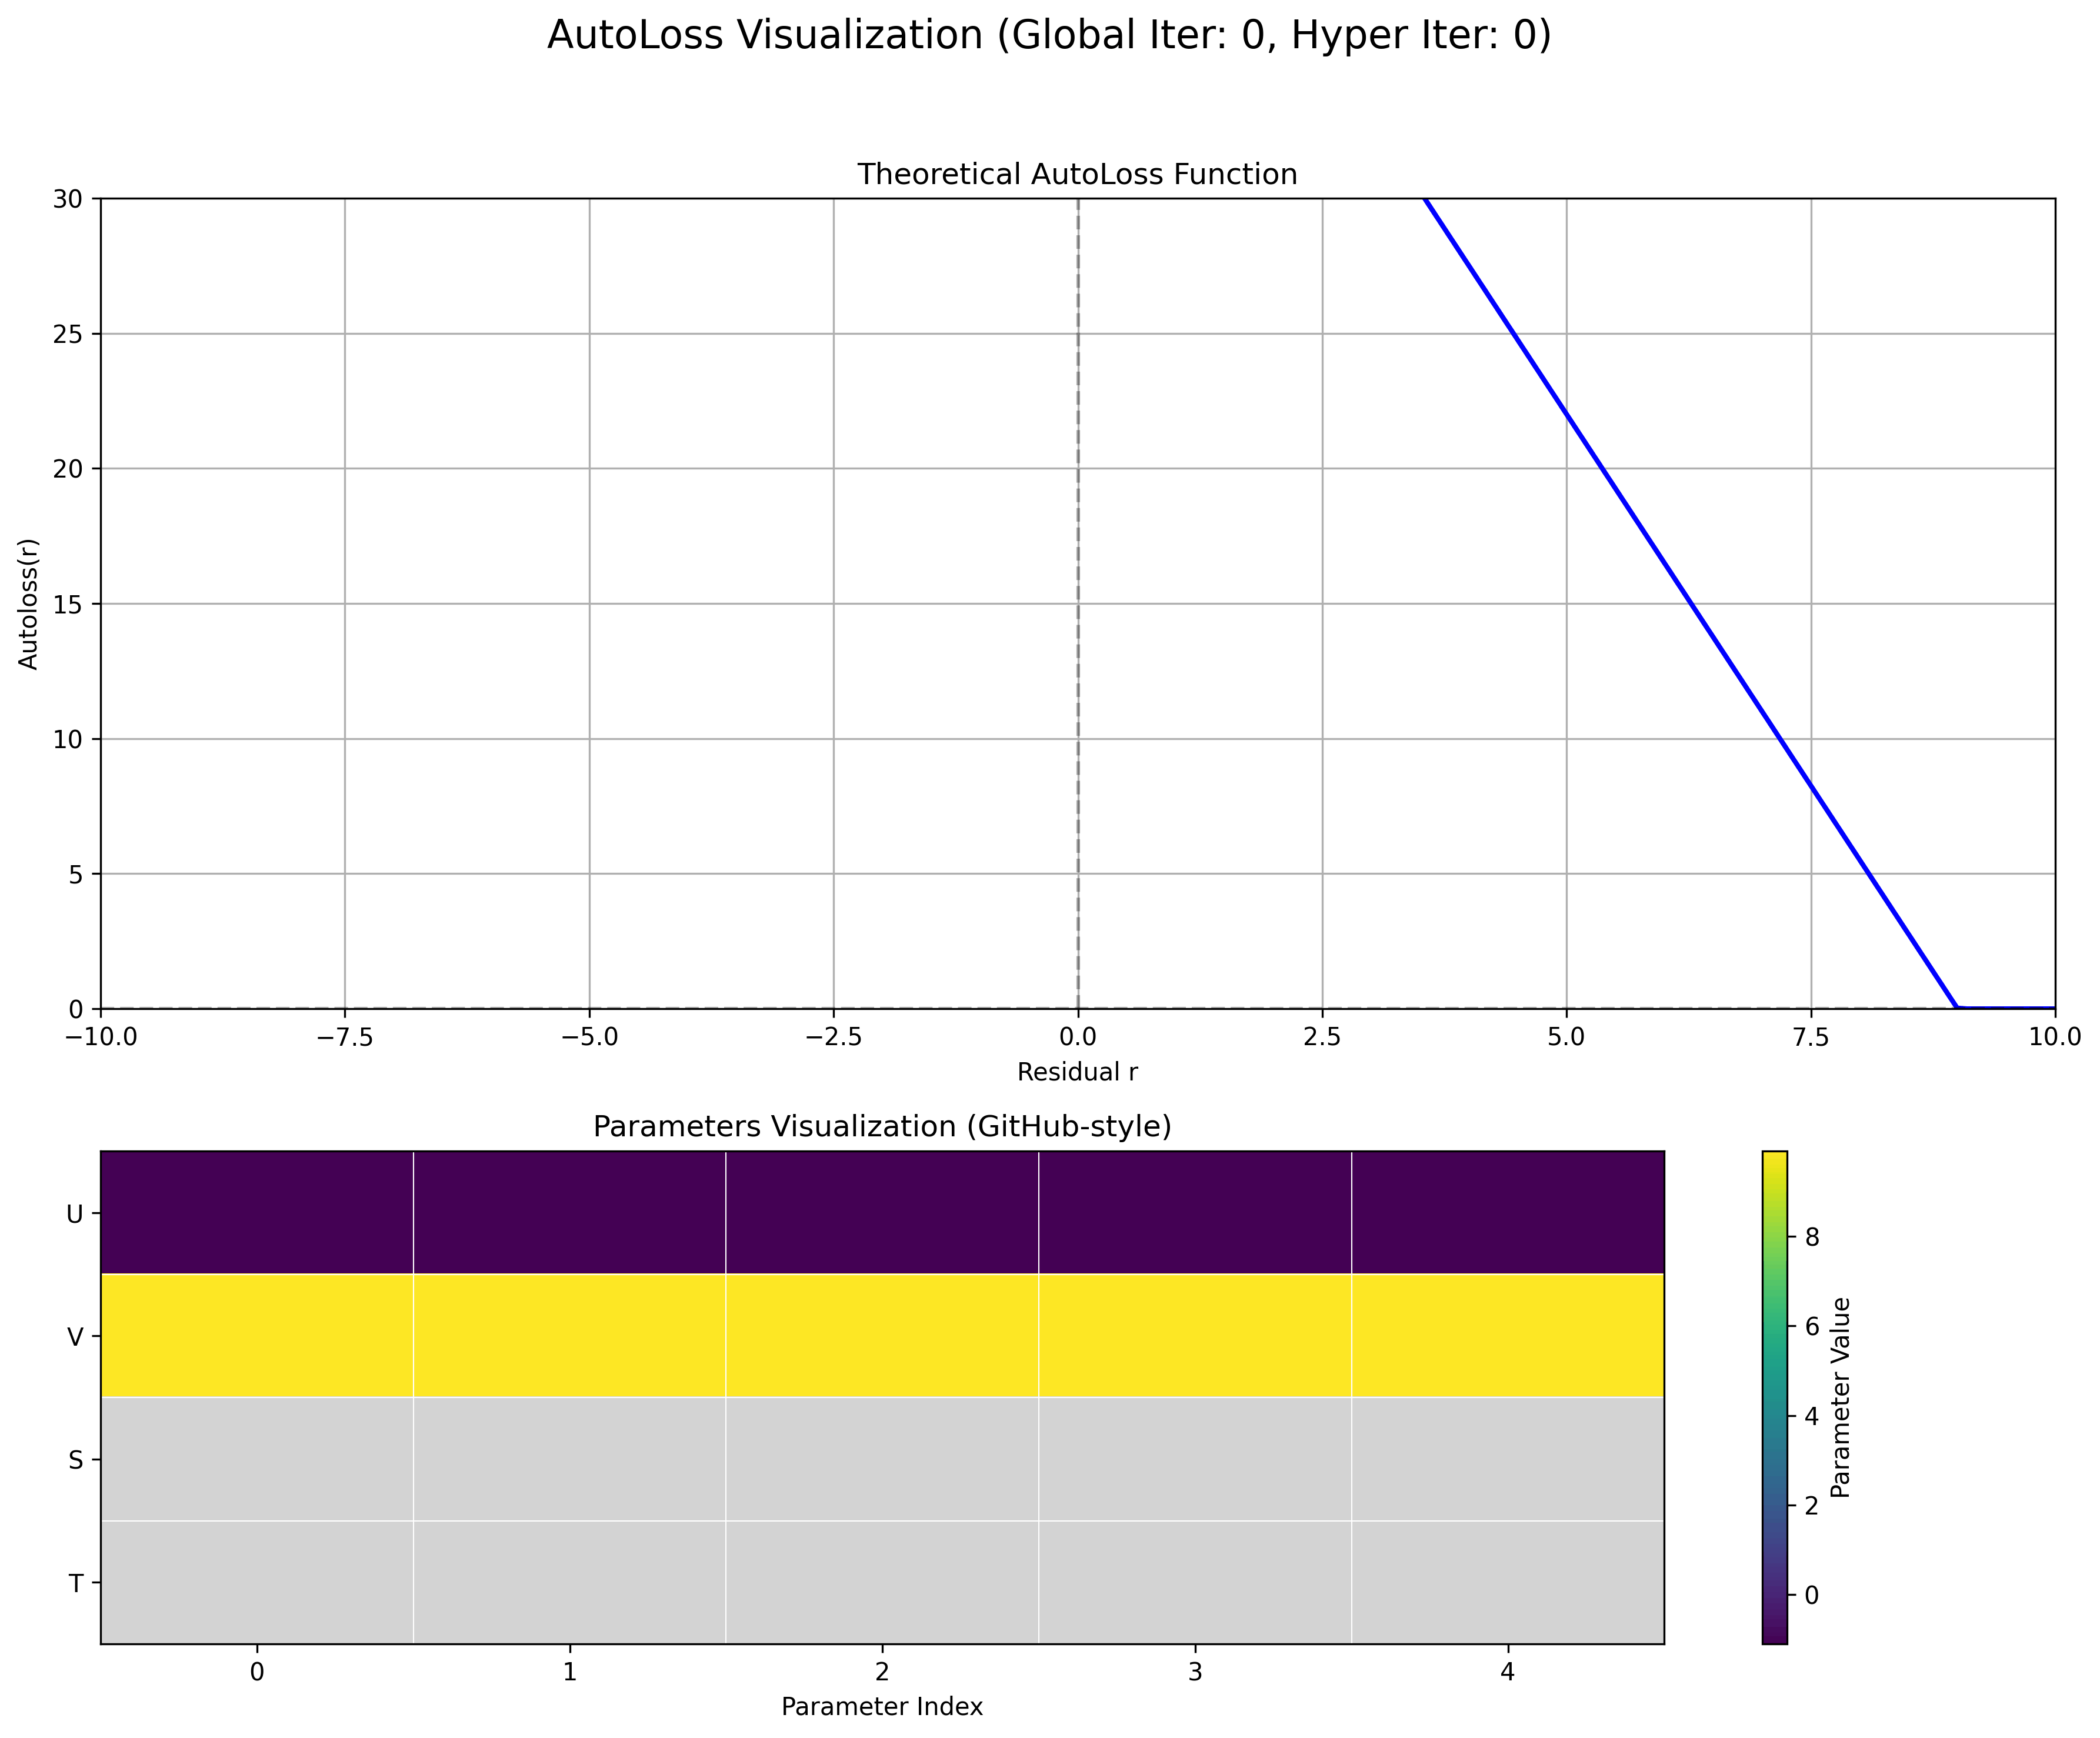 AutoLoss Visualization (Global Iter: 0, Hyper Iter: 0)
Theoretical AutoLoss Function
30
25
20
15
10
5
0
Autoloss(r)
−10.0 −7.5 −5.0 −2.5 0.0 2.5 5.0 7.5 10.0
Residual r
Parameters Visualization (GitHub-style)
U
V
S
T
0 1 2 3 4
Parameter Index
8
6
4
2
0
Parameter Value